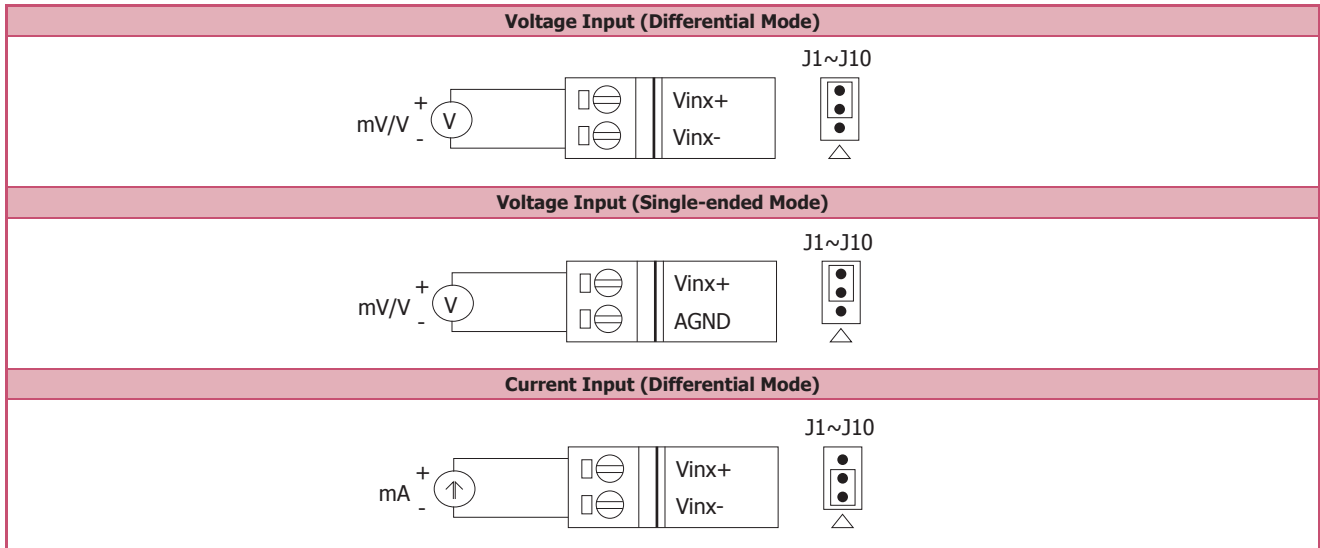 Voltage Input (Differential Mode)
J1~J10
+
mV/V
-
V
Vinx+
Vinx-
Voltage Input (Single-ended Mode)
J1~J10
+
mV/V
-
V
Vinx+
AGND
Current Input (Differential Mode)
J1~J10
+
mA
-
Vinx+
Vinx-